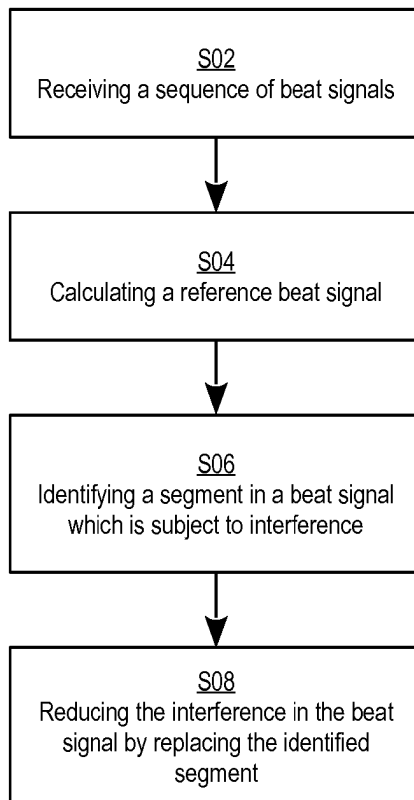 S02
Receiving a sequence of beat signals
S04
Calculating a reference beat signal
S06
Identifying a segment in a beat signal
which is subject to interference
S08
Reducing the interference in the beat
signal by replacing the identified
segment